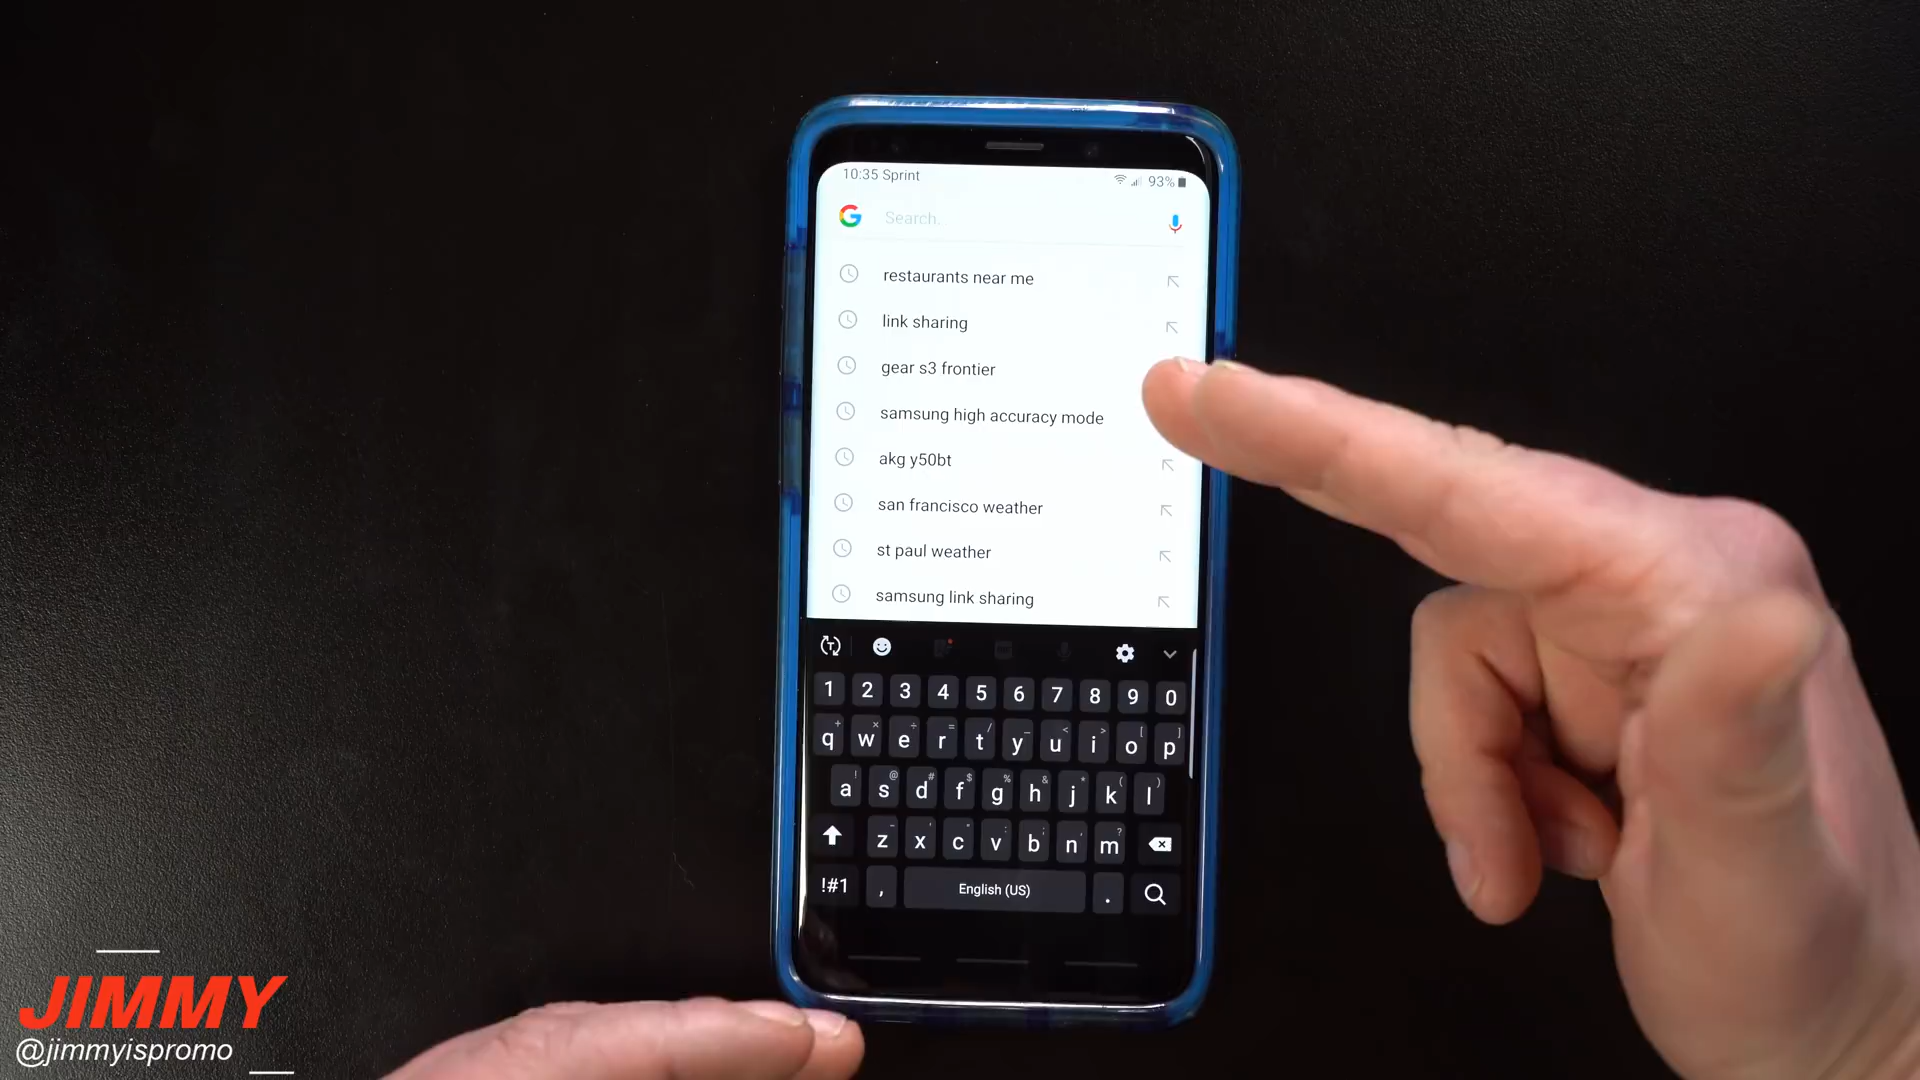 10:35 Sprint 93%
Search.
restaurants near me
link sharing
gear s3 frontier
samsung high accuracy mode
akg y50bt
san francisco weather
st paul weather
samsung link sharing
1 2 3 4 5 6 7 8 9 0
q w e r t y u i o p
a s d f g h j k l
z x c v b n m
!#1 , English (US) .
JIMMY
@jimmyispromo